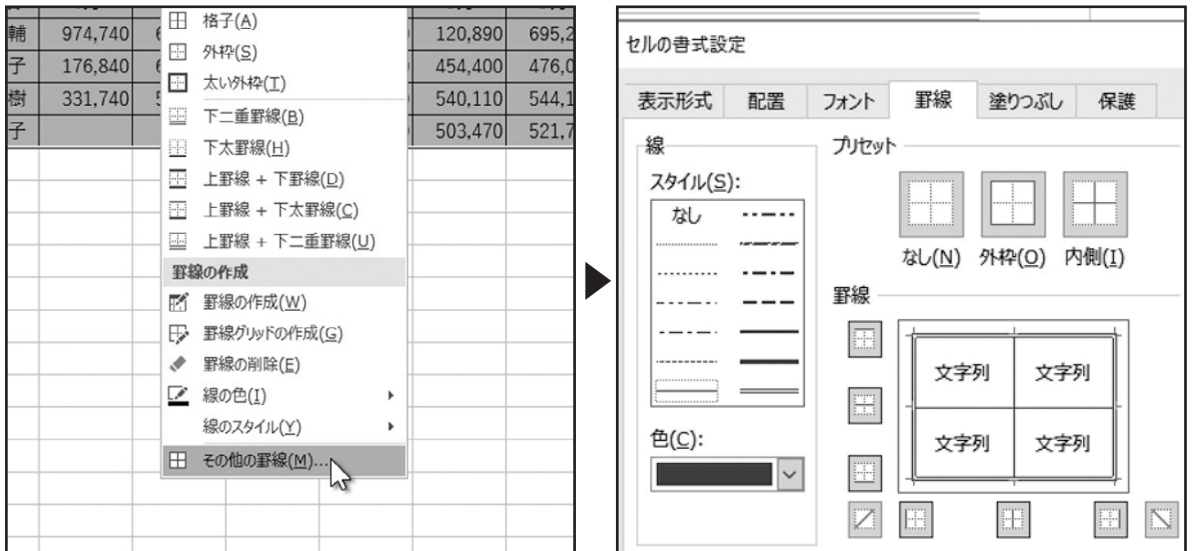 輔 974,740 120,890 695,2
子 176,840 454,400 476,0
樹 331,740 540,110 544,1
子 503,470 521,7
格子(A)
外枠(S)
太い外枠(T)
下二重罫線(B)
下太罫線(H)
上罫線 + 下罫線(D)
上罫線 + 下太罫線(C)
上罫線 + 下二重罫線(U)
罫線の作成
罫線の作成(W)
罫線グリッドの作成(G)
罫線の削除(E)
線の色(I)
線のスタイル(Y)
その他の罫線(M)...
セルの書式設定
表示形式 配置 フォント 罫線 塗りつぶし 保護
線
スタイル(S):
なし
色(C):
プリセット
なし(N) 外枠(O) 内側(I)
罫線
文字列 文字列
文字列 文字列